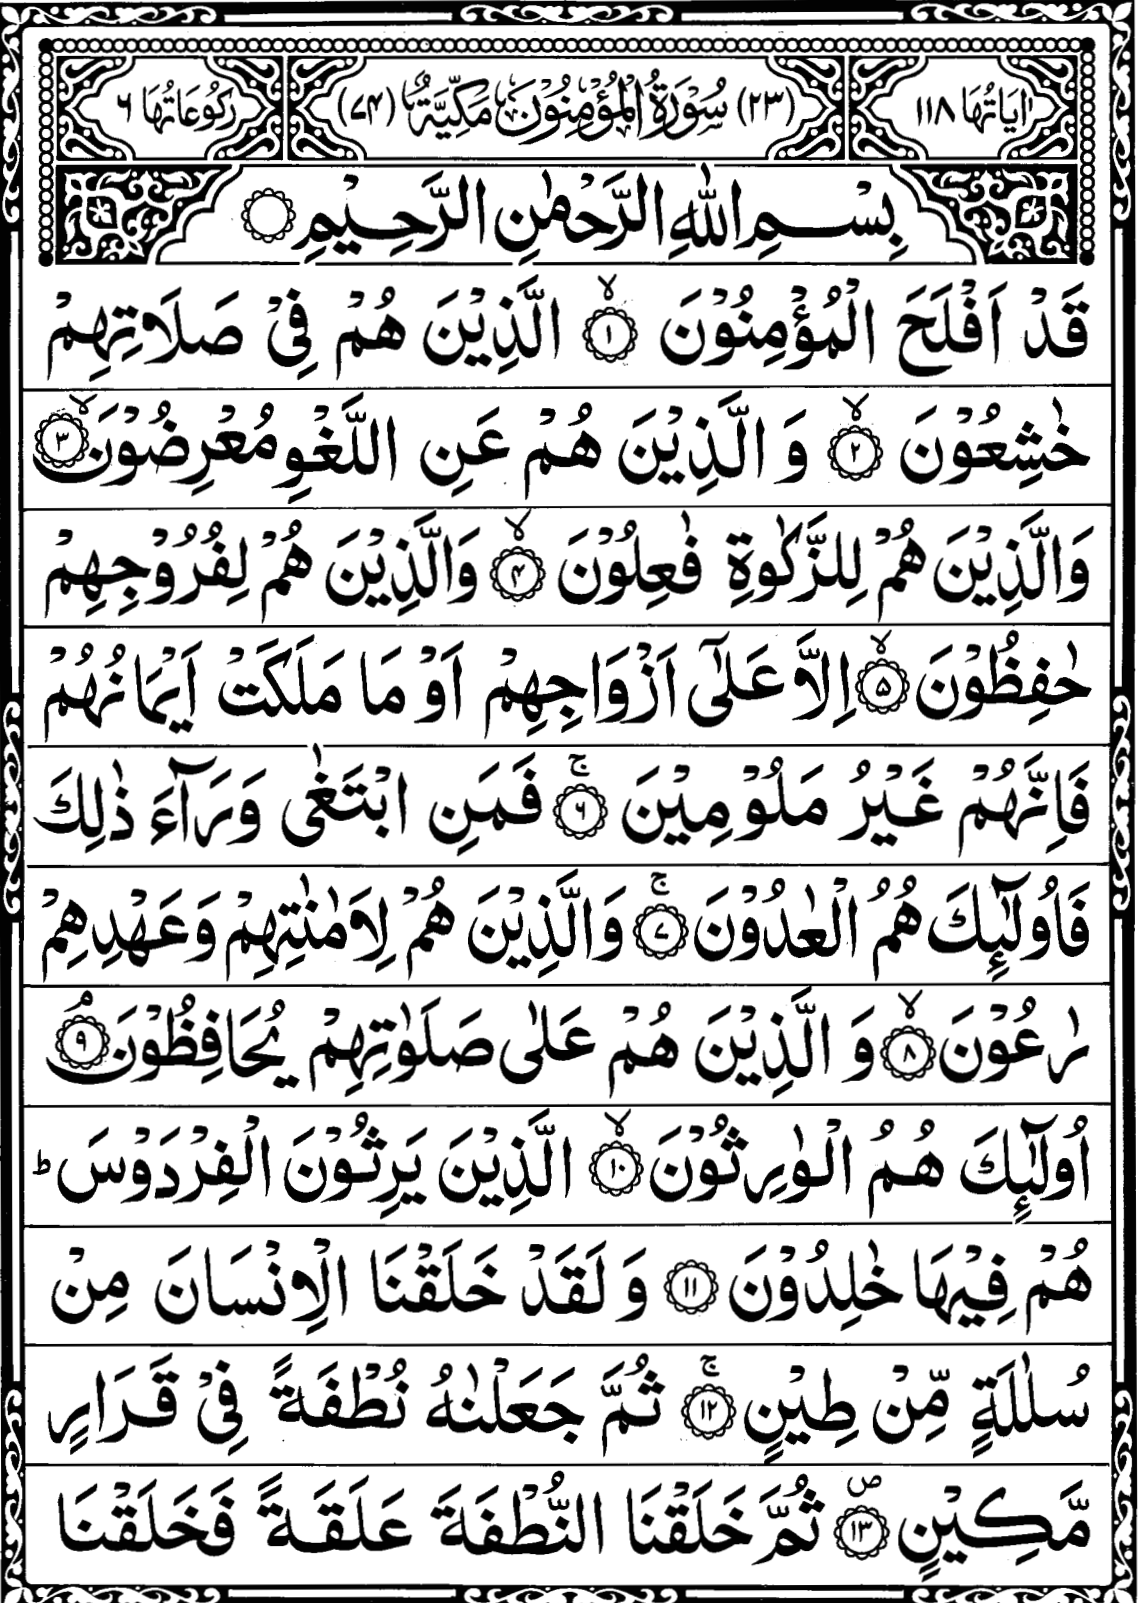 اٰيَاتُهَا ١١٨ (٢٣) سُوْرَةُ الْمُؤْمِنُوْنَ مَكِّيَّةٌ (٧٤) رُكُوْعَاتُهَا ٦
بِسْمِ اللّٰهِ الرَّحْمٰنِ الرَّحِيْمِ
قَدْ اَفْلَحَ الْمُؤْمِنُوْنَ ۙ﴿١﴾ الَّذِيْنَ هُمْ فِيْ صَلَاتِهِمْ
خٰشِعُوْنَ ۙ﴿٢﴾ وَ الَّذِيْنَ هُمْ عَنِ اللَّغْوِ مُعْرِضُوْنَ ۙ﴿٣﴾
وَالَّذِيْنَ هُمْ لِلزَّكٰوةِ فٰعِلُوْنَ ۙ﴿٤﴾ وَالَّذِيْنَ هُمْ لِفُرُوْجِهِمْ
حٰفِظُوْنَ ۙ﴿٥﴾ اِلَّا عَلٰٓى اَزْوَاجِهِمْ اَوْ مَا مَلَكَتْ اَيْمَانُهُمْ
فَاِنَّهُمْ غَيْرُ مَلُوْمِيْنَ ۚ﴿٦﴾ فَمَنِ ابْتَغٰى وَرَآءَ ذٰلِكَ
فَاُولٰٓئِكَ هُمُ الْعٰدُوْنَ ۚ﴿٧﴾ وَالَّذِيْنَ هُمْ لِاَمٰنٰتِهِمْ وَعَهْدِهِمْ
رٰعُوْنَ ۙ﴿٨﴾ وَ الَّذِيْنَ هُمْ عَلٰى صَلَوٰتِهِمْ يُحَافِظُوْنَ ۘ﴿٩﴾
اُولٰٓئِكَ هُمُ الْوٰرِثُوْنَ ۙ﴿١٠﴾ الَّذِيْنَ يَرِثُوْنَ الْفِرْدَوْسَ ؕ
هُمْ فِيْهَا خٰلِدُوْنَ ﴿١١﴾ وَ لَقَدْ خَلَقْنَا الْاِنْسَانَ مِنْ
سُلٰلَةٍ مِّنْ طِيْنٍ ۚ﴿١٢﴾ ثُمَّ جَعَلْنٰهُ نُطْفَةً فِيْ قَرَارٍ
مَّكِيْنٍ ۖ﴿١٣﴾ ثُمَّ خَلَقْنَا النُّطْفَةَ عَلَقَةً فَخَلَقْنَا